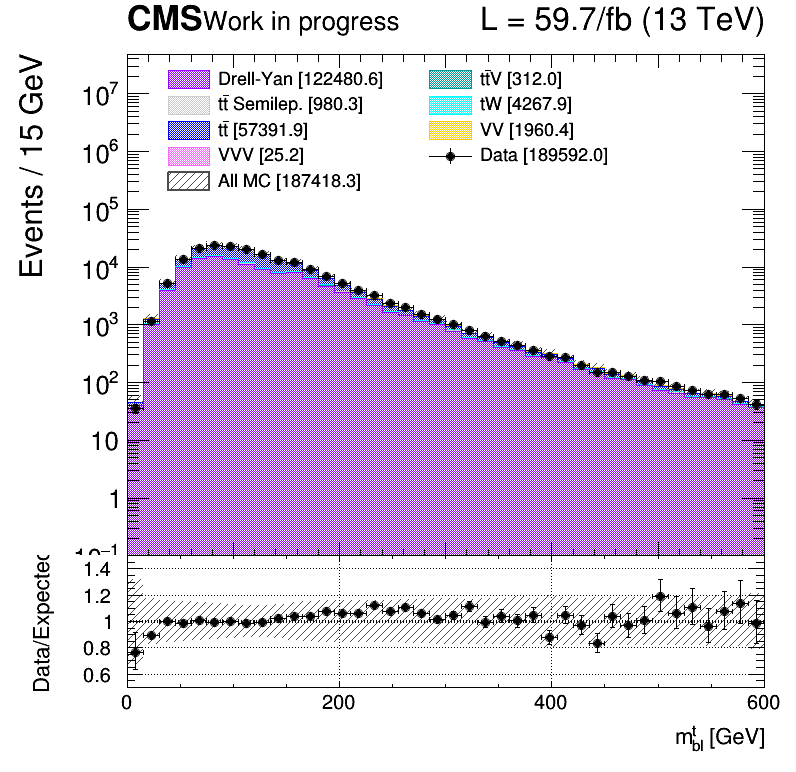 CMS Work in progress L = 59.7/fb (13 TeV)
Events / 15 GeV
10⁷
10⁶
10⁵
10⁴
10³
10²
10
1
10⁻¹
Drell-Yan [122480.6]
tt̄ Semilep. [980.3]
tt̄ [57391.9]
VVV [25.2]
All MC [187418.3]
tt̄V [312.0]
tW [4267.9]
VV [1960.4]
Data [189592.0]
Data/Expected
1.4
1.2
1
0.8
0.6
0 200 400 600
m^t_bl [GeV]